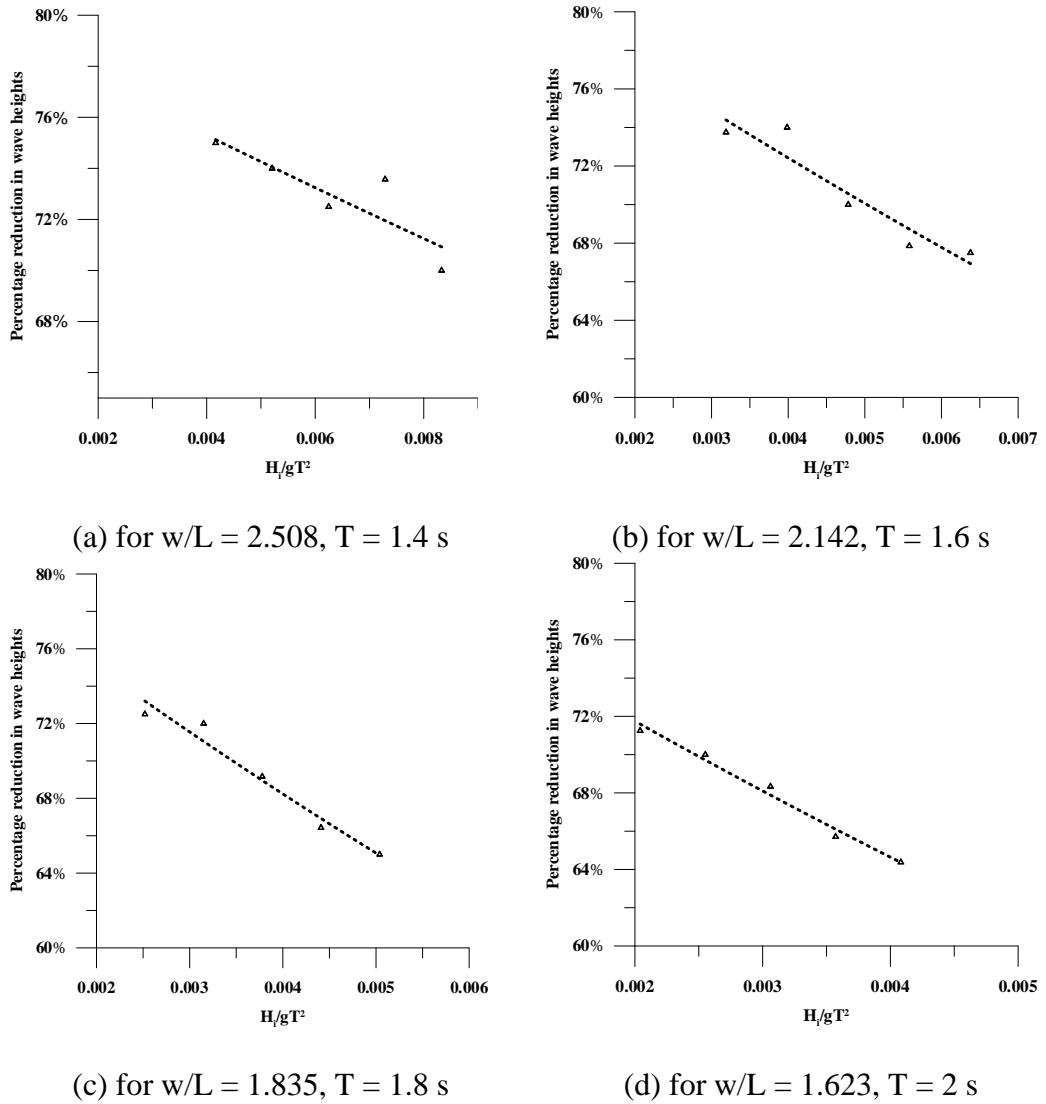 80%
76%
72%
68%
Percentage reduction in wave heights
0.002 0.004 0.006 0.008
Hᵢ/gT²
(a) for w/L = 2.508, T = 1.4 s
80%
76%
72%
68%
64%
60%
Percentage reduction in wave heights
0.002 0.003 0.004 0.005 0.006 0.007
Hᵢ/gT²
(b) for w/L = 2.142, T = 1.6 s
80%
76%
72%
68%
64%
60%
Percentage reduction in wave heights
0.002 0.003 0.004 0.005 0.006
Hᵢ/gT²
(c) for w/L = 1.835, T = 1.8 s
80%
76%
72%
68%
64%
60%
Percentage reduction in wave heights
0.002 0.003 0.004 0.005
Hᵢ/gT²
(d) for w/L = 1.623, T = 2 s